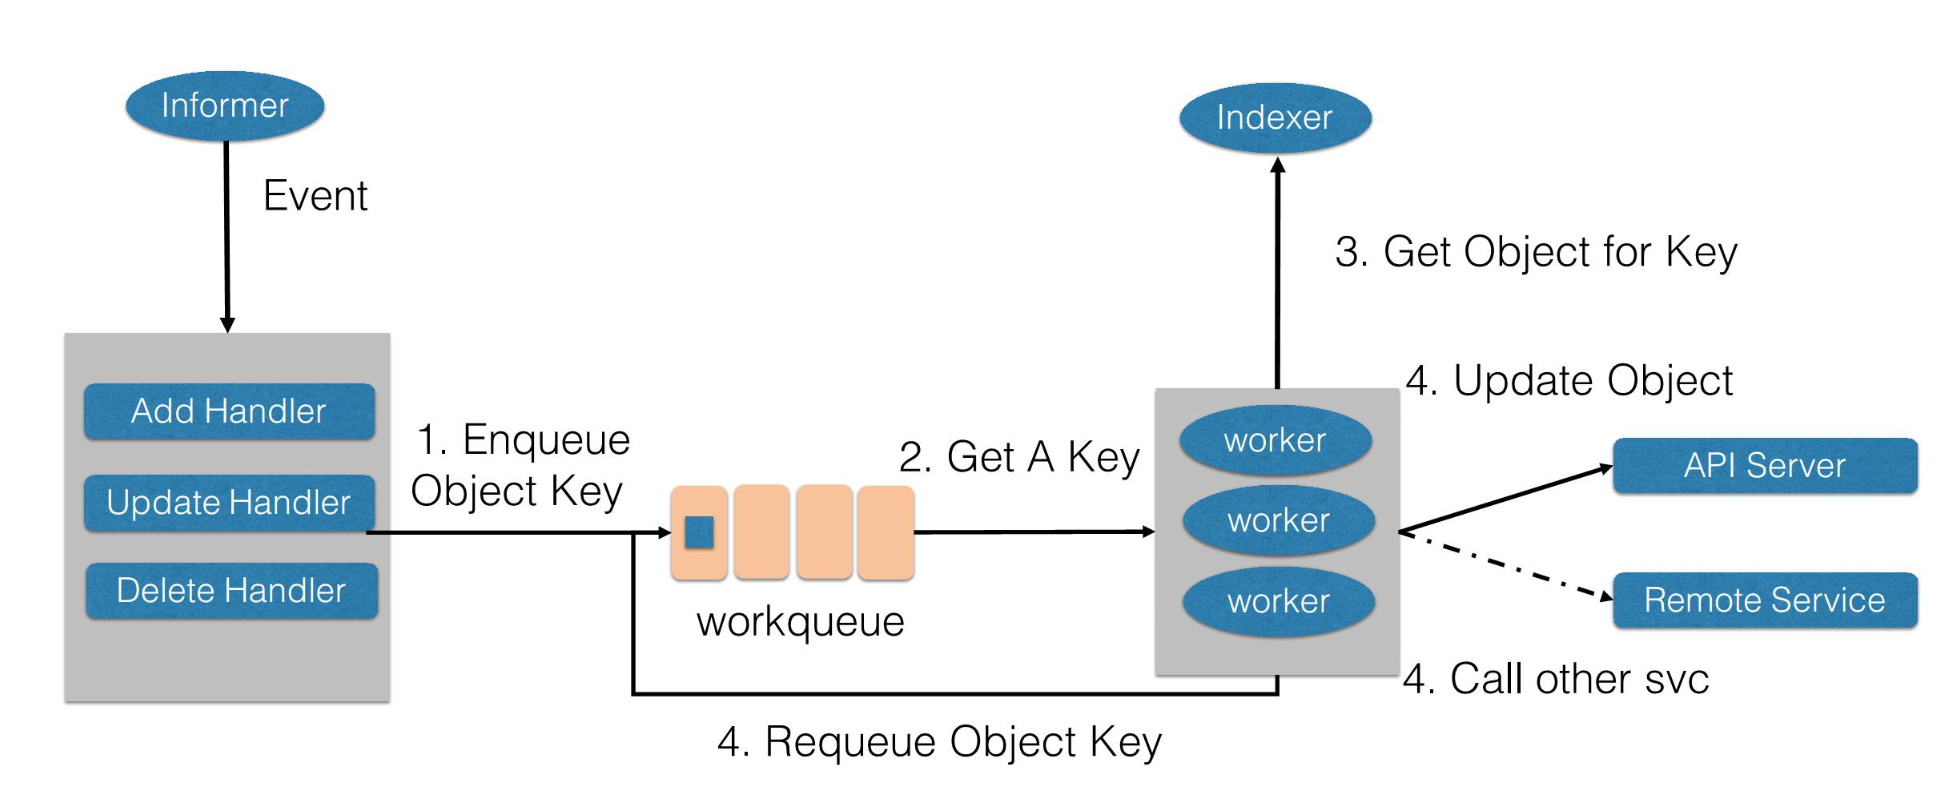 Informer
Event
Add Handler
Update Handler
Delete Handler
1. Enqueue
Object Key
workqueue
2. Get A Key
Indexer
3. Get Object for Key
worker
worker
worker
4. Update Object
API Server
Remote Service
4. Call other svc
4. Requeue Object Key